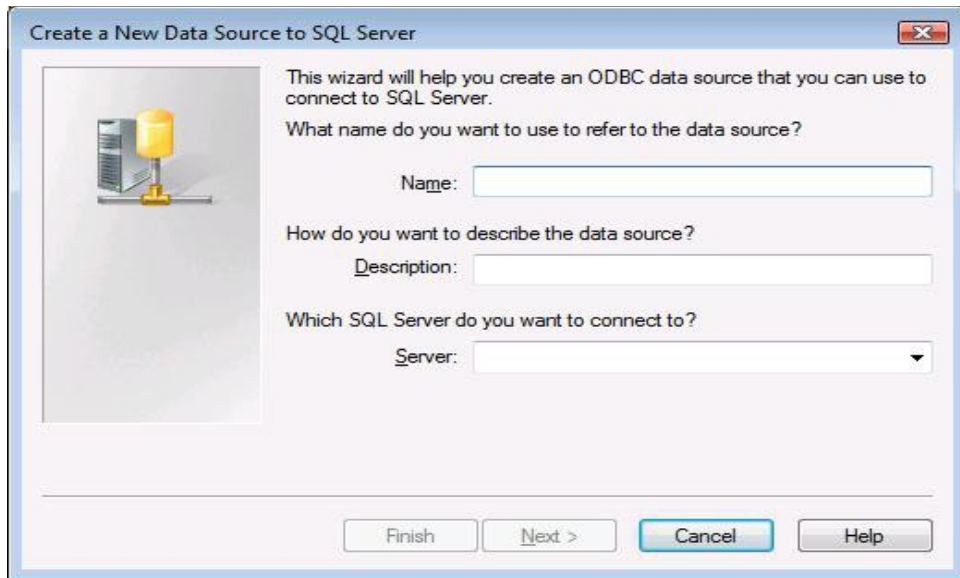 Create a New Data Source to SQL Server
This wizard will help you create an ODBC data source that you can use to
connect to SQL Server.
What name do you want to use to refer to the data source?
Name:
How do you want to describe the data source?
Description:
Which SQL Server do you want to connect to?
Server:
Finish
Next >
Cancel
Help